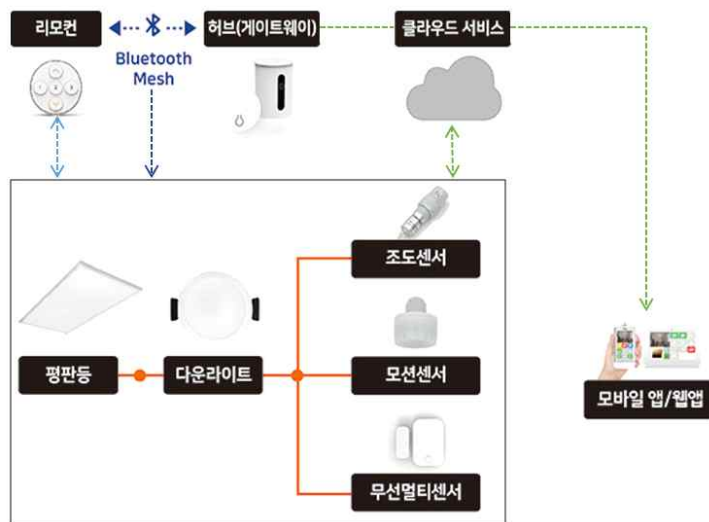 리모컨
허브(게이트웨이)
클라우드 서비스
Bluetooth
Mesh
조도센서
평판등
다운라이트
모션센서
모바일 앱/웹앱
무선멀티센서